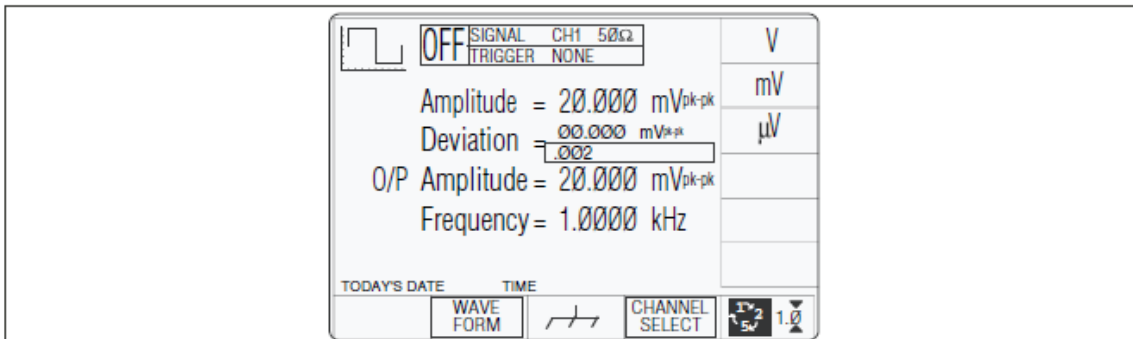 OFF SIGNAL CH1 5ØΩ
TRIGGER NONE
V
mV
µV
Amplitude = 2Ø.ØØØ mVpk-pk
Deviation = ØØ.ØØØ mVpk-pk
.ØØ2
O/P Amplitude = 2Ø.ØØØ mVpk-pk
Frequency = 1.ØØØØ kHz
TODAY'S DATE TIME
WAVE
FORM
CHANNEL
SELECT
1.Ø